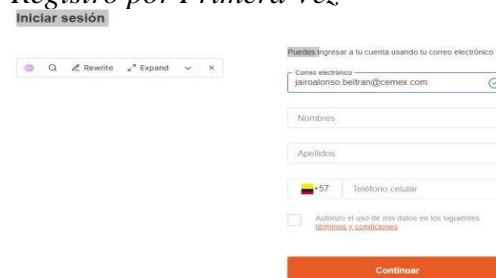 Registro por Primera vez
Iniciar sesión
Rewrite
Expand
Puedes ingresar a tu cuenta usando tu correo electrónico
Correo electrónico
jairoalonso.beltran@cemex.com
Nombres
Apellidos
+57 Teléfono celular
Autorizo el uso de mis datos en los siguientes
términos y condiciones
Continuar